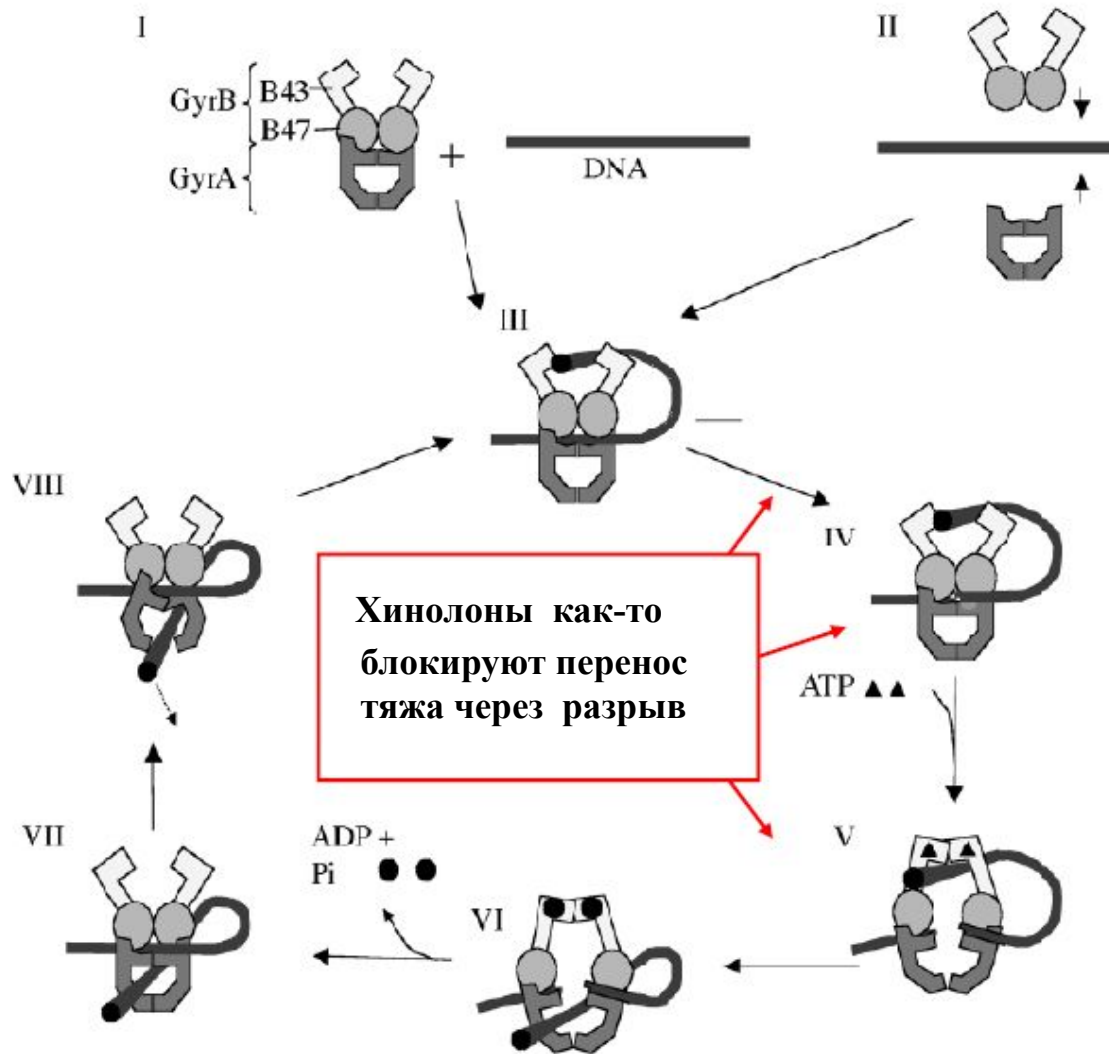 I
II
GyrB
B43
B47
GyrA
+
DNA
III
VIII
IV
Хинолоны как-то
блокируют перенос
тяжа через разрыв
ATP
VII
ADP +
Pi
VI
V